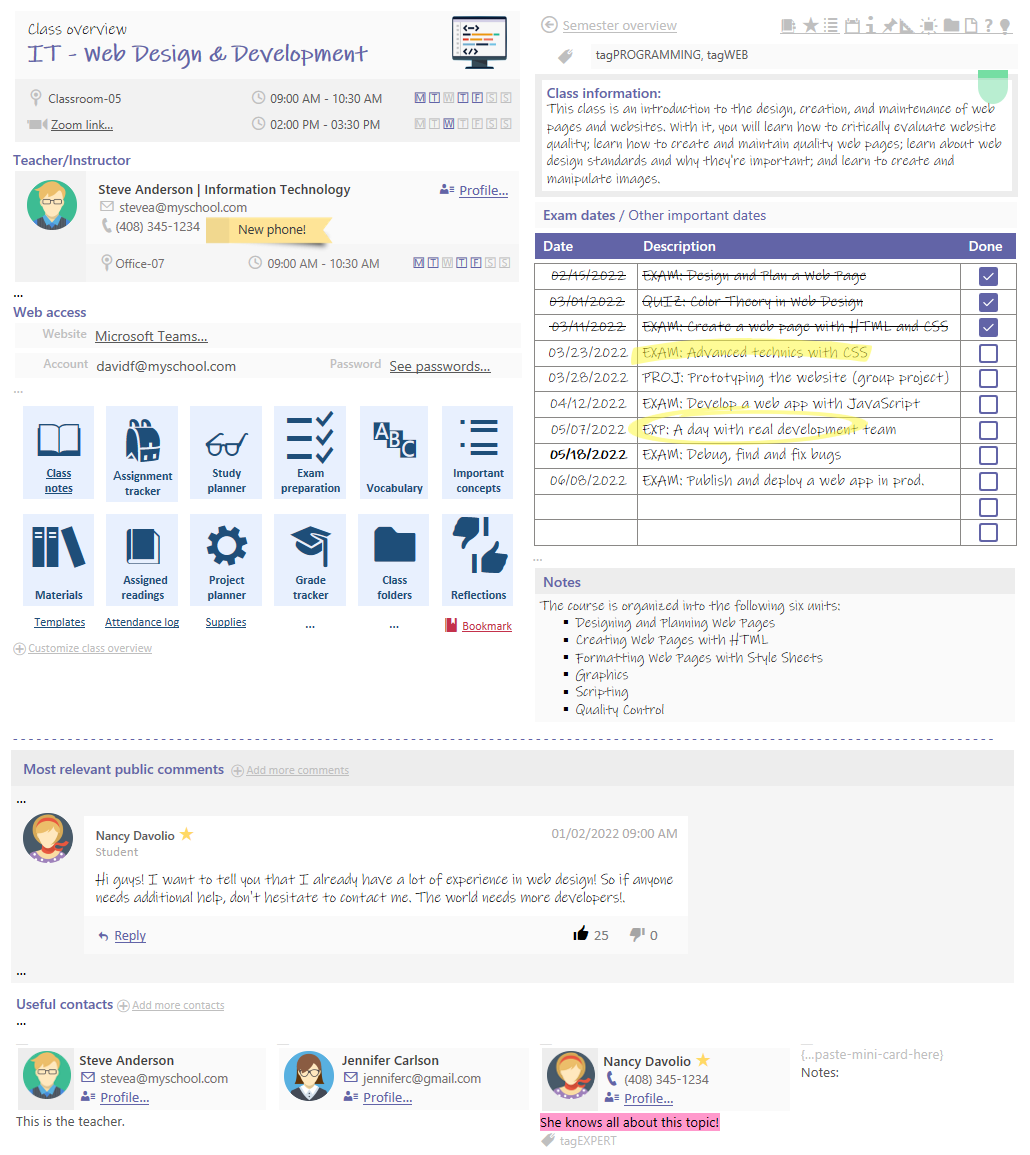 Class overview
IT - Web Design & Development
Classroom-05 09:00 AM - 10:30 AM M T W T F S S
Zoom link... 02:00 PM - 03:30 PM M T W T F S S
Teacher/Instructor
Steve Anderson | Information Technology Profile...
stevea@myschool.com
(408) 345-1234 New phone!
Office-07 09:00 AM - 10:30 AM M T W T F S S
...
Web access
Website Microsoft Teams...
Account davidf@myschool.com Password See passwords...
...
A B C
Class notes
Assignment tracker
Study planner
Exam preparation
Vocabulary
Important concepts
Materials
Assigned readings
Project planner
Grade tracker
Class folders
Reflections
Templates Attendance log Supplies ... ... Bookmark
Customize class overview
Semester overview
tagPROGRAMMING, tagWEB
Class information:
This class is an introduction to the design, creation, and maintenance of web
pages and websites. With it, you will learn how to critically evaluate website
quality; learn how to create and maintain quality web pages; learn about web
design standards and why they're important; and learn to create and
manipulate images.
Exam dates / Other important dates
Date Description Done
02/15/2022 EXAM: Design and Plan a Web Page
03/01/2022 QUIZ: Color Theory in Web Design
03/11/2022 EXAM: Create a web page with HTML and CSS
03/23/2022 EXAM: Advanced technics with CSS
03/28/2022 PROJ: Prototyping the website (group project)
04/12/2022 EXAM: Develop a web app with JavaScript
05/07/2022 EXP: A day with real development team
05/18/2022 EXAM: Debug, find and fix bugs
06/08/2022 EXAM: Publish and deploy a web app in prod.
...
Notes
The course is organized into the following six units:
▪ Designing and Planning Web Pages
▪ Creating Web Pages with HTML
▪ Formatting Web Pages with Style Sheets
▪ Graphics
▪ Scripting
▪ Quality Control
Most relevant public comments Add more comments
...
Nancy Davolio 01/02/2022 09:00 AM
Student
Hi guys! I want to tell you that I already have a lot of experience in web design! So if anyone
needs additional help, don't hesitate to contact me. The world needs more developers!.
Reply 25 0
...
Useful contacts Add more contacts
...
Steve Anderson
stevea@myschool.com
Profile...
This is the teacher.
Jennifer Carlson
jenniferc@gmail.com
Profile...
Nancy Davolio
(408) 345-1234
Profile...
She knows all about this topic!
tagEXPERT
{...paste-mini-card-here}
Notes: